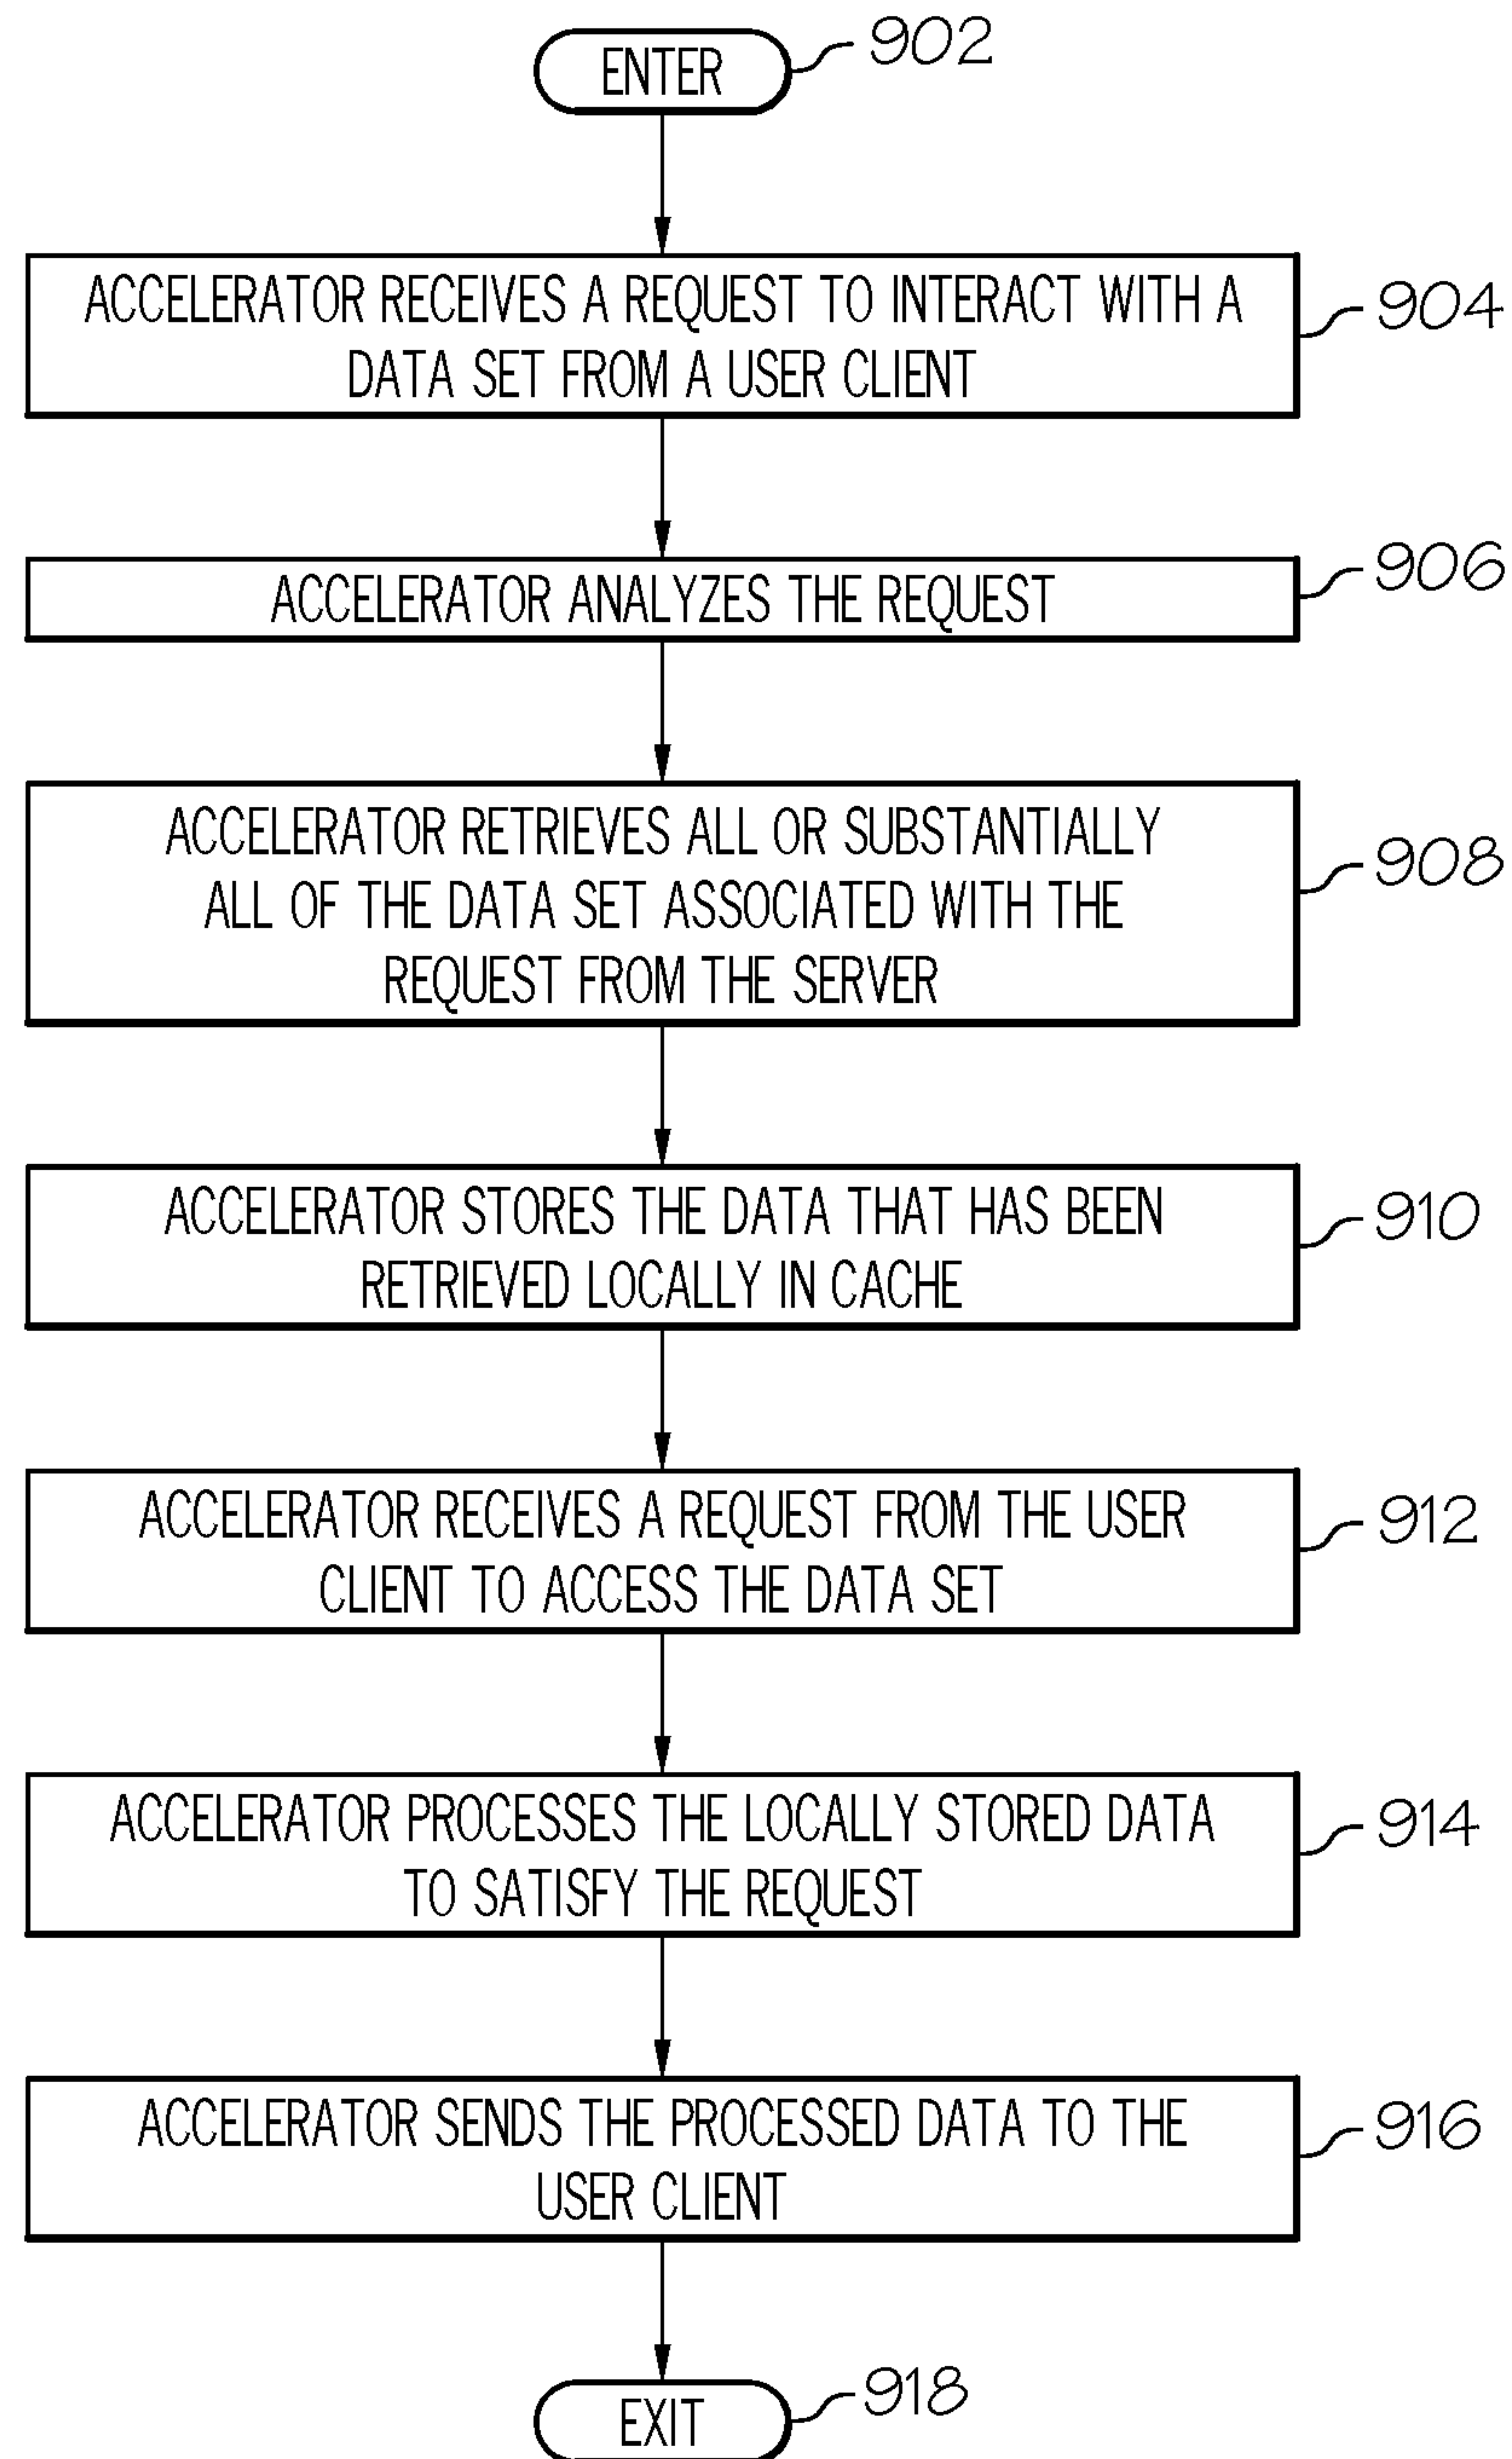 ENTER
902
ACCELERATOR RECEIVES A REQUEST TO INTERACT WITH A
DATA SET FROM A USER CLIENT
904
ACCELERATOR ANALYZES THE REQUEST
906
ACCELERATOR RETRIEVES ALL OR SUBSTANTIALLY
ALL OF THE DATA SET ASSOCIATED WITH THE
REQUEST FROM THE SERVER
908
ACCELERATOR STORES THE DATA THAT HAS BEEN
RETRIEVED LOCALLY IN CACHE
910
ACCELERATOR RECEIVES A REQUEST FROM THE USER
CLIENT TO ACCESS THE DATA SET
912
ACCELERATOR PROCESSES THE LOCALLY STORED DATA
TO SATISFY THE REQUEST
914
ACCELERATOR SENDS THE PROCESSED DATA TO THE
USER CLIENT
916
EXIT
918